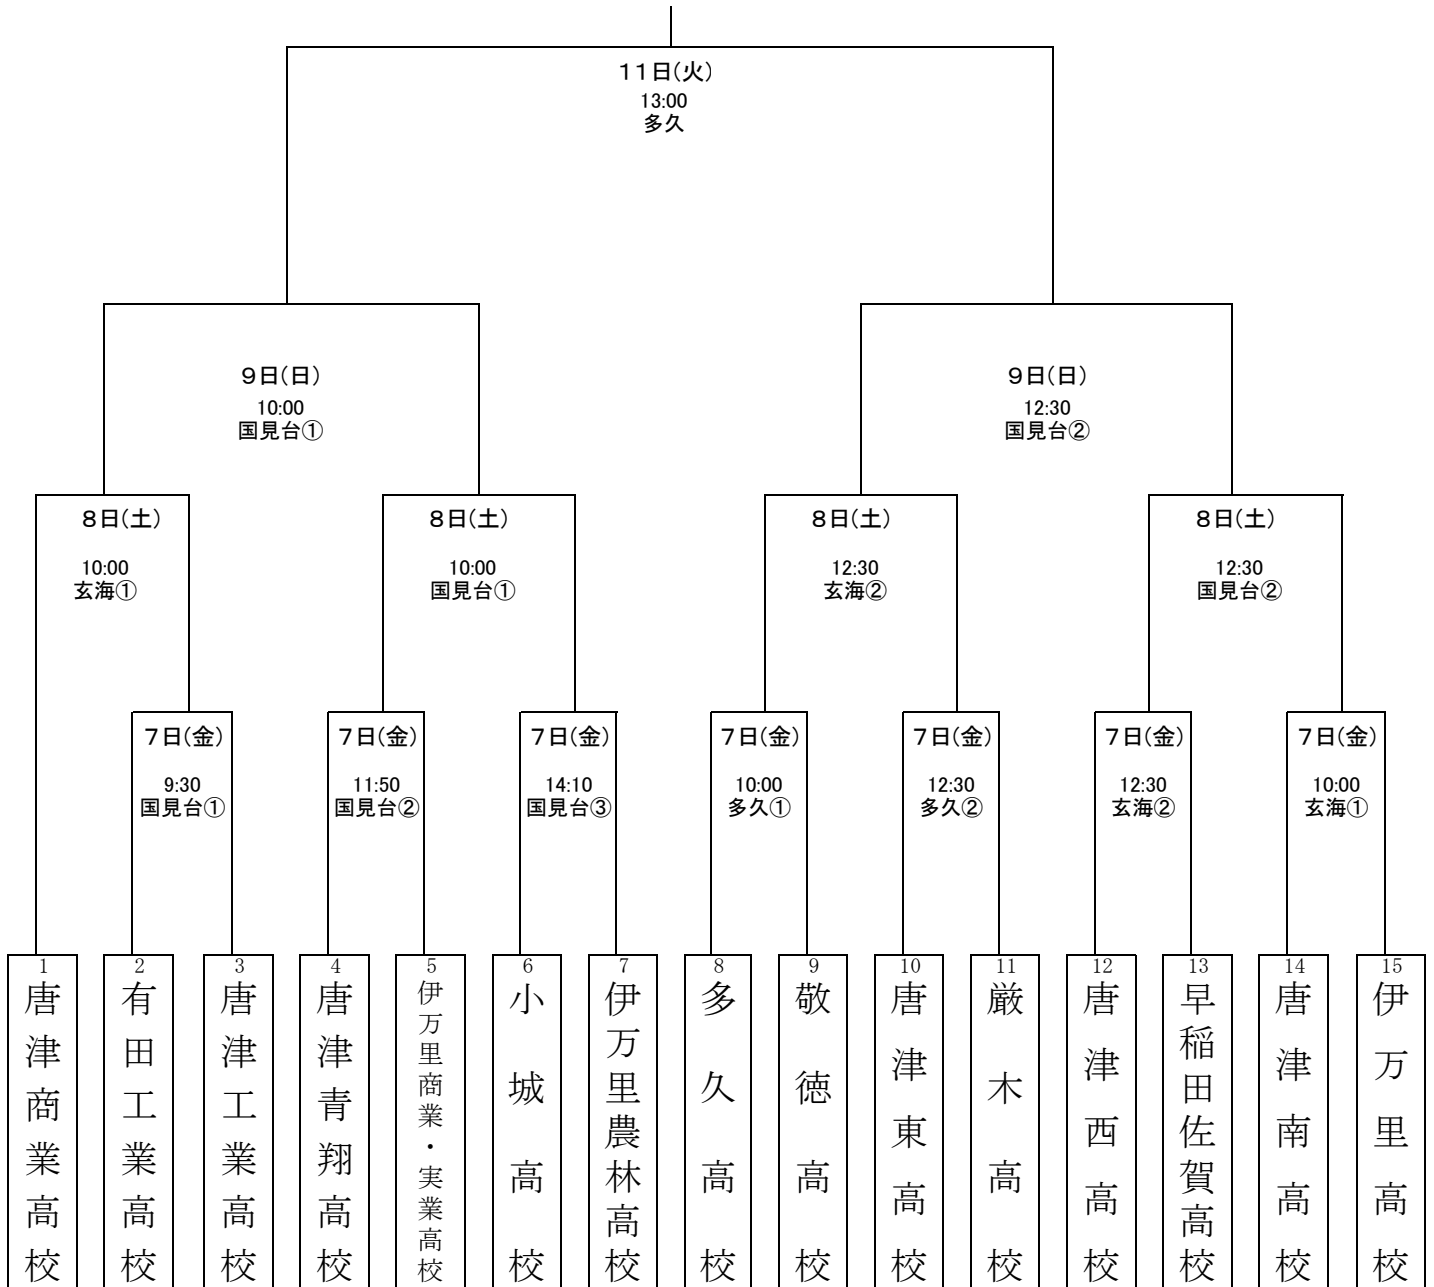 11日(火)
13:00
多久
9日(日)
10:00
国見台①
9日(日)
12:30
国見台②
8日(土)
10:00
玄海①
8日(土)
10:00
国見台①
8日(土)
12:30
玄海②
8日(土)
12:30
国見台②
7日(金)
9:30
国見台①
7日(金)
11:50
国見台②
7日(金)
14:10
国見台③
7日(金)
10:00
多久①
7日(金)
12:30
多久②
7日(金)
12:30
玄海②
7日(金)
10:00
玄海①
1
唐津商業高校
2
有田工業高校
3
唐津工業高校
4
唐津青翔高校
5
伊万里商業・実業高校
6
小城高校
7
伊万里農林高校
8
多久高校
9
敬徳高校
10
唐津東高校
11
厳木高校
12
唐津西高校
13
早稲田佐賀高校
14
唐津南高校
15
伊万里高校